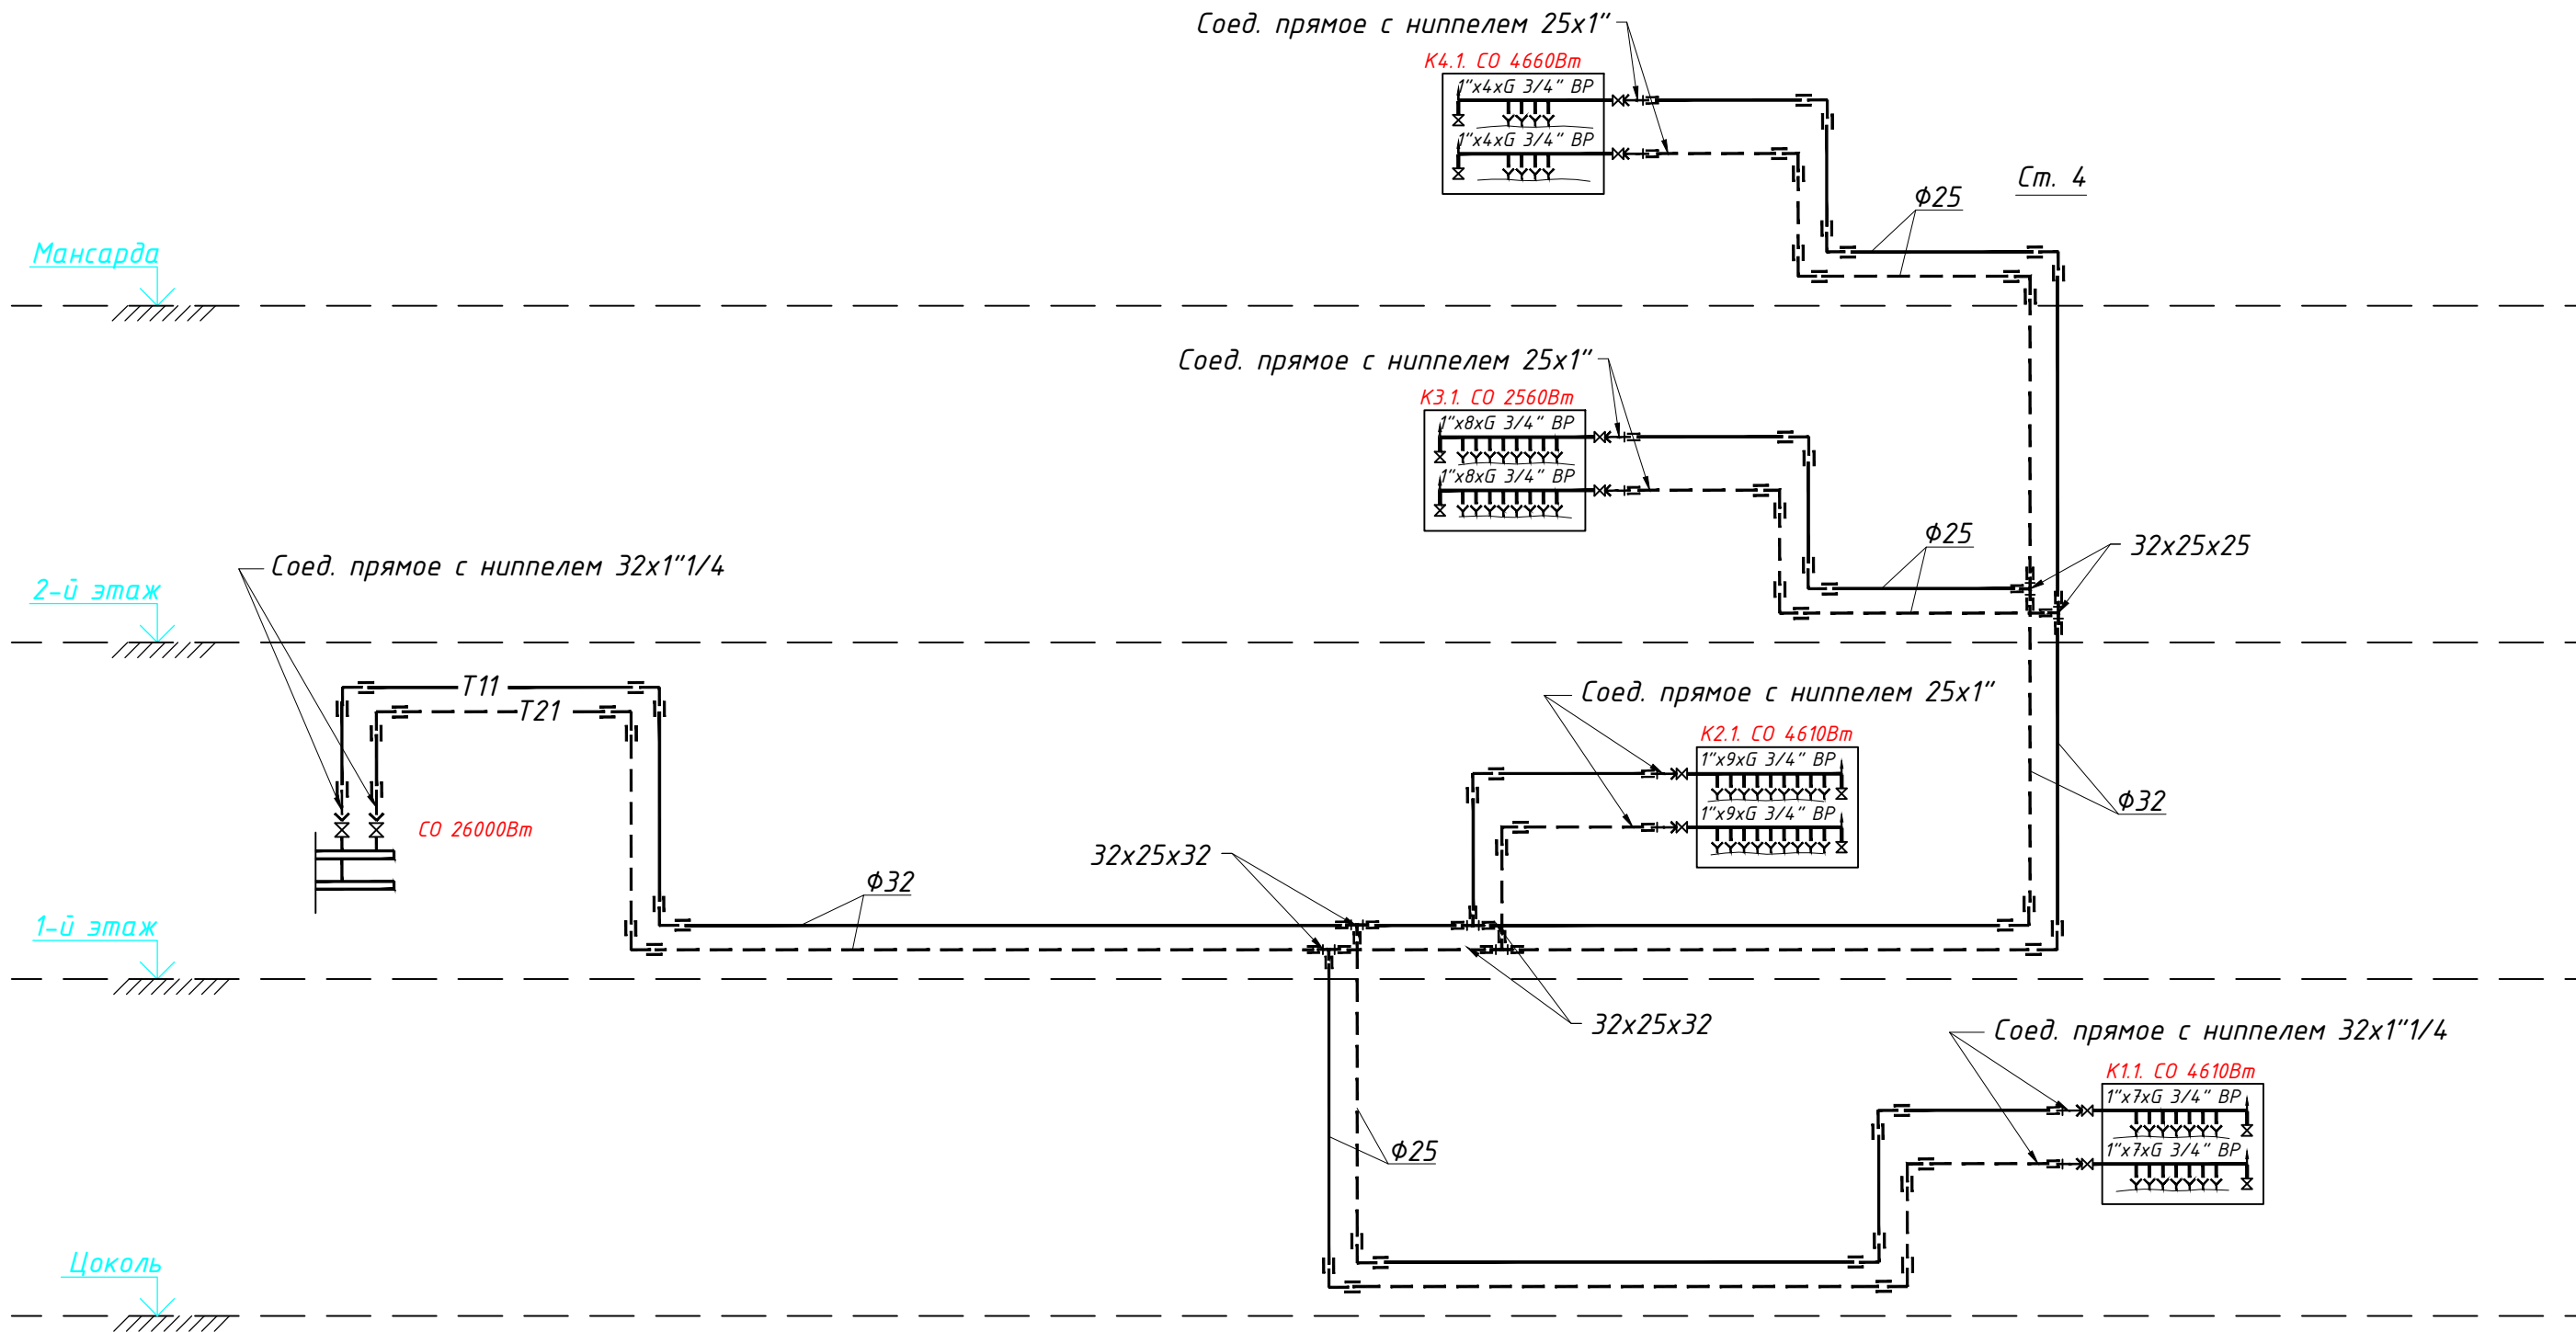 Соед. прямое с ниппелем 25х1"
К4.1. СО 4660Вт
1"х4хG 3/4" ВР
1"х4хG 3/4" ВР
Ст. 4
Ф25
Мансарда
Соед. прямое с ниппелем 25х1"
К3.1. СО 2560Вт
1"х8хG 3/4" ВР
1"х8хG 3/4" ВР
Ф25
32х25х25
Соед. прямое с ниппелем 32х1"1/4
2-й этаж
Т11
Т21
Соед. прямое с ниппелем 25х1"
К2.1. СО 4610Вт
1"х9хG 3/4" ВР
1"х9хG 3/4" ВР
Ф32
СО 26000Вт
32х25х32
Ф32
1-й этаж
32х25х32
Соед. прямое с ниппелем 32х1"1/4
К1.1. СО 4610Вт
1"х7хG 3/4" ВР
1"х7хG 3/4" ВР
Ф25
Цоколь